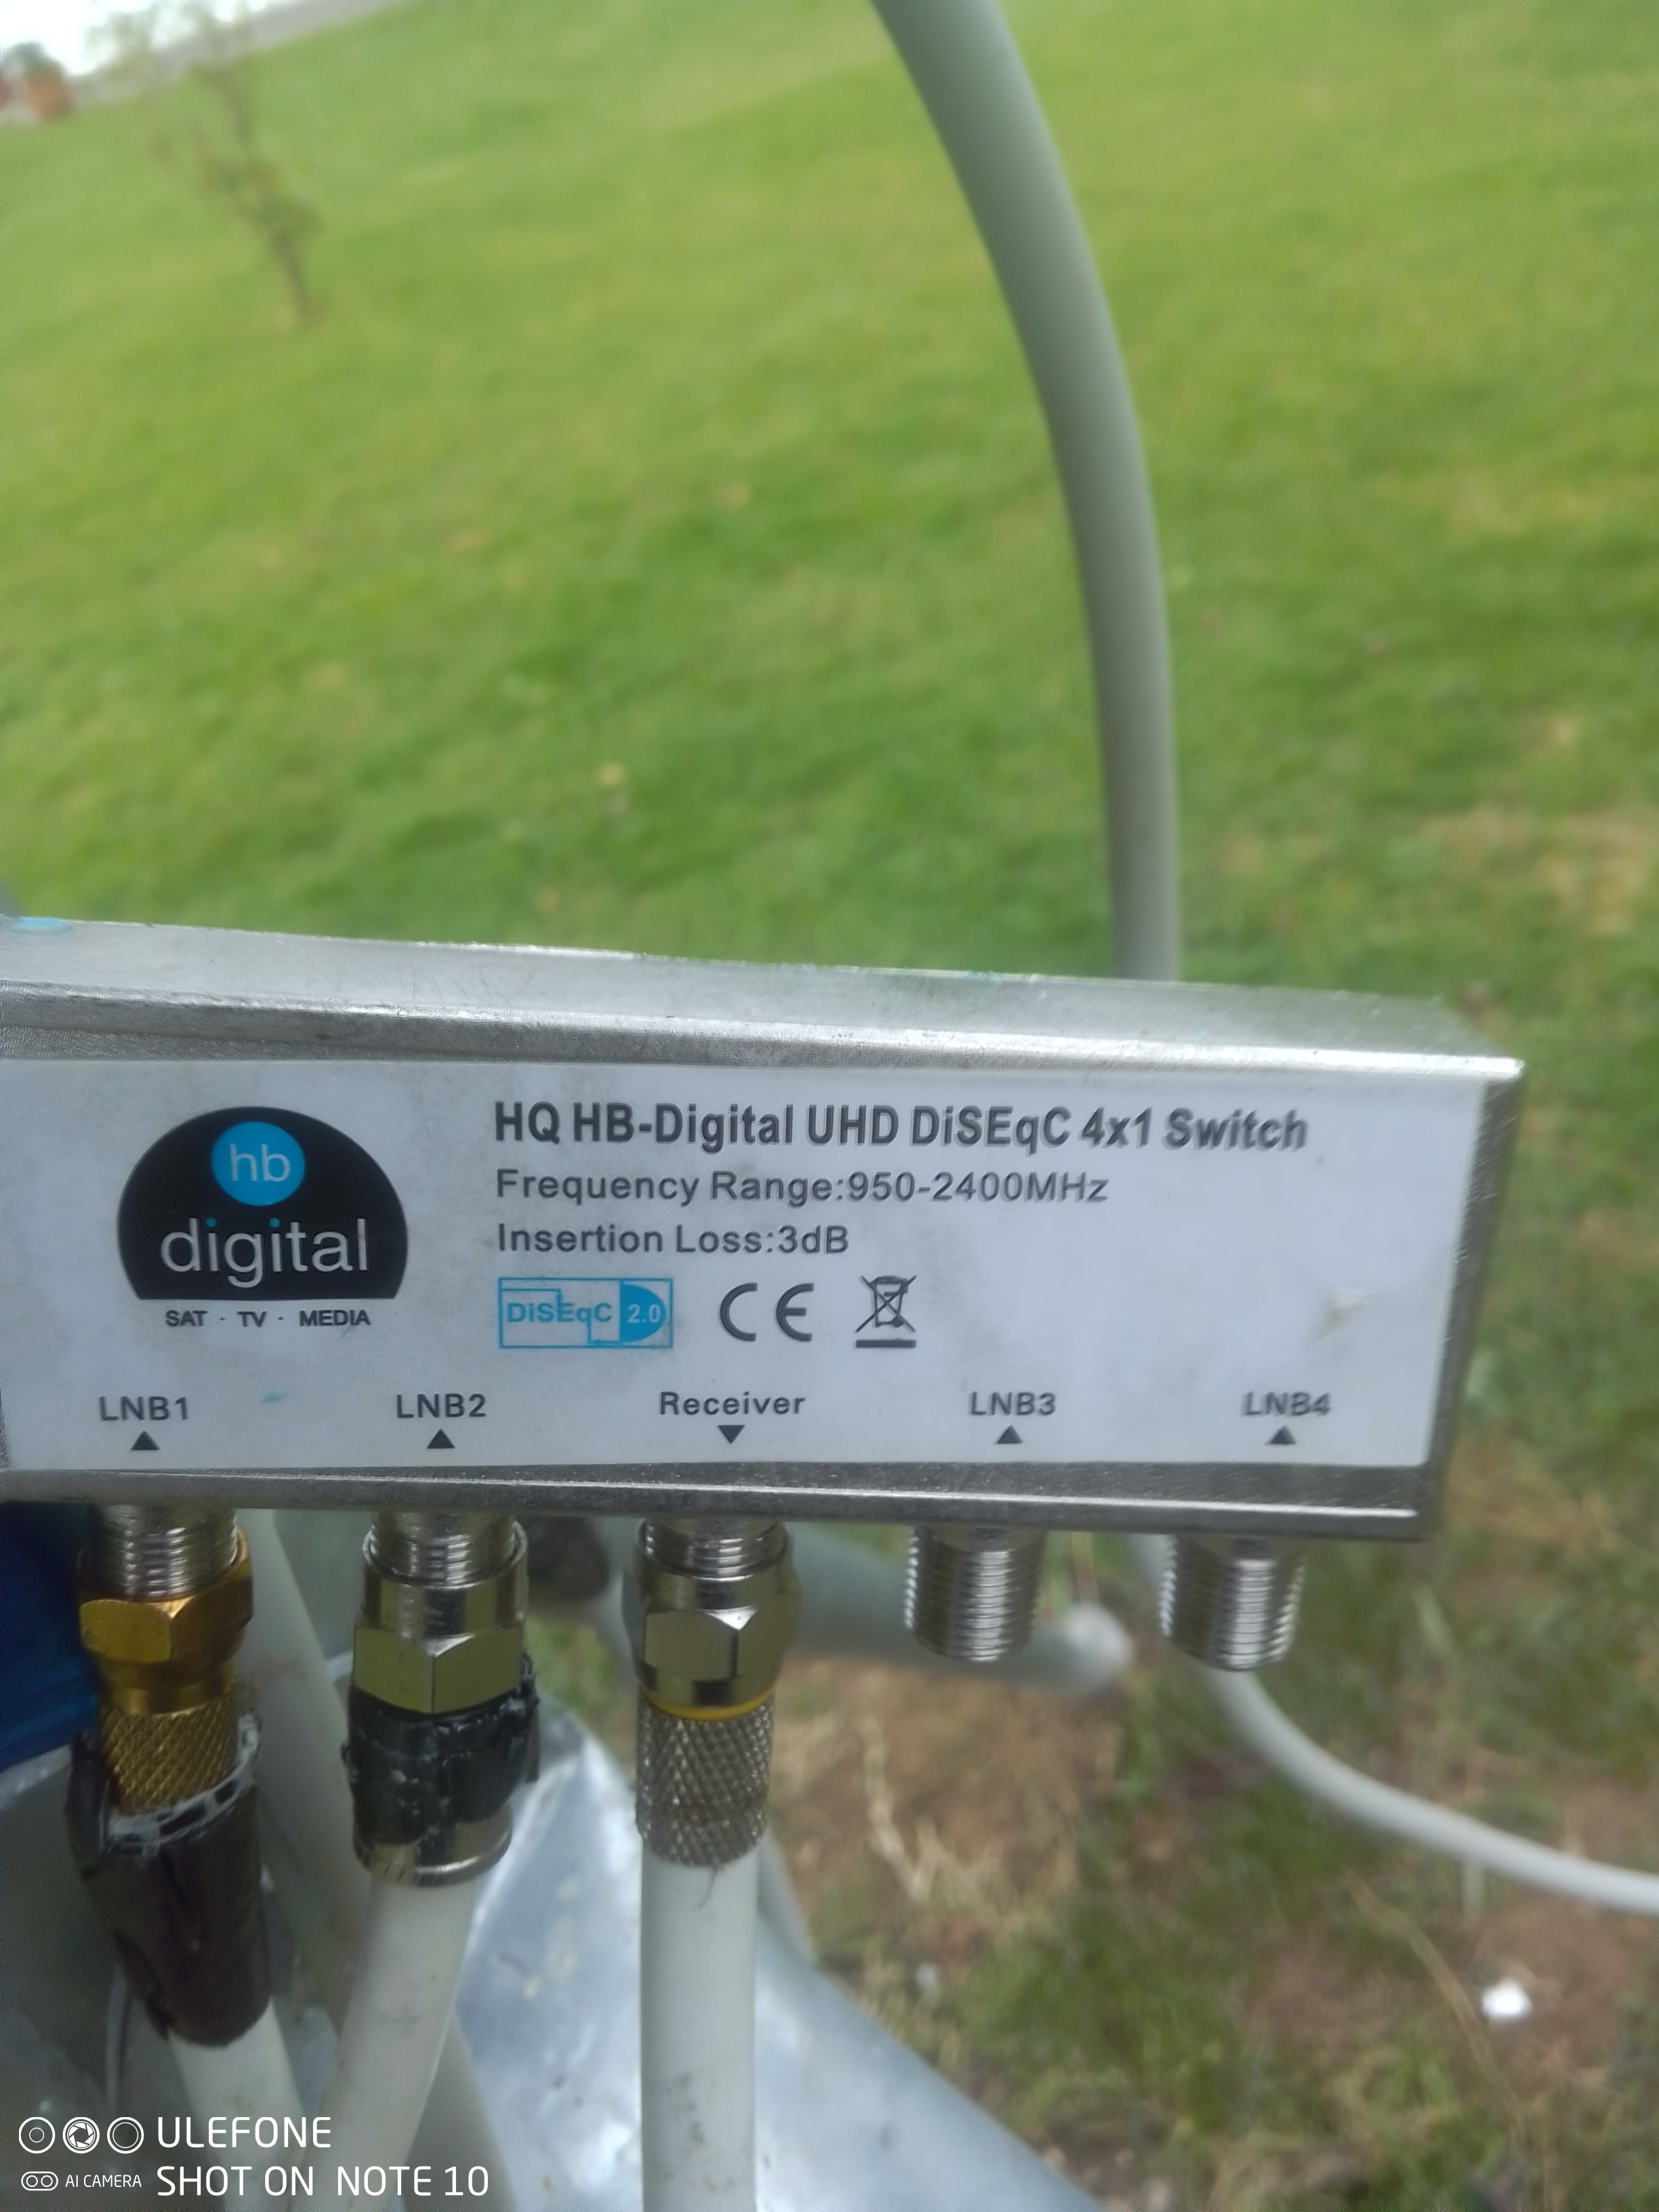 hb
digital
SAT · TV · MEDIA
HQ HB-Digital UHD DiSEqC 4x1 Switch
Frequency Range:950-2400MHz
Insertion Loss:3dB
DiSEqC 2.0
CE
LNB1
LNB2
Receiver
LNB3
LNB4
ULEFONE
AI CAMERA SHOT ON NOTE 10